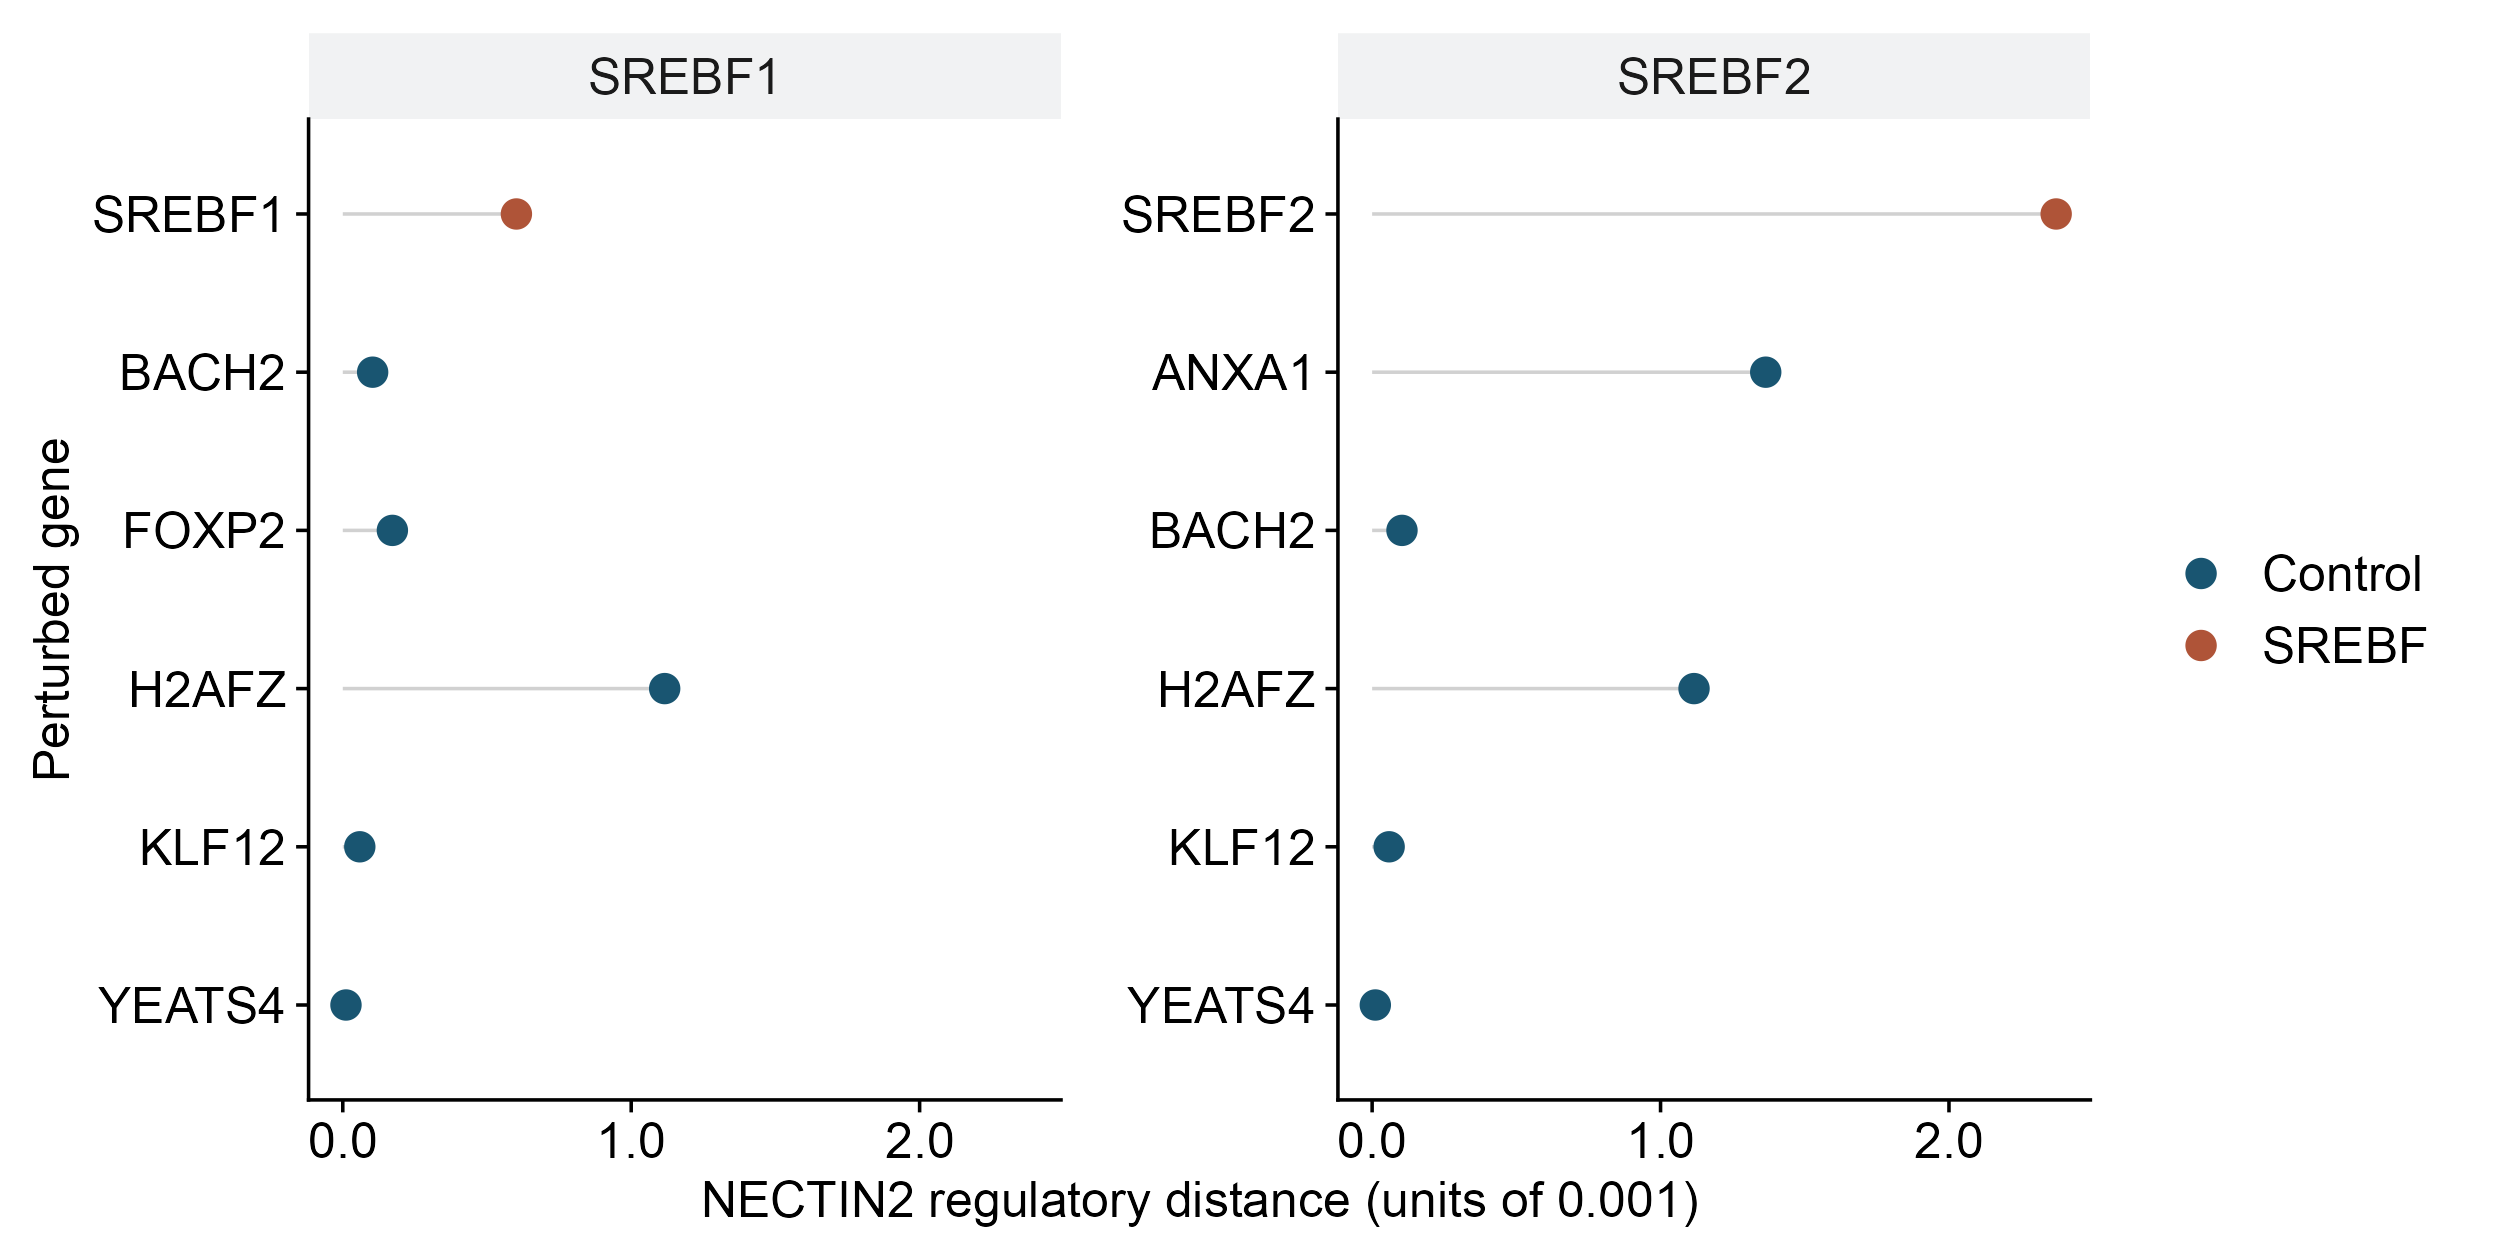 SREBF1
SREBF2
Perturbed gene
SREBF1
BACH2
FOXP2
H2AFZ
KLF12
YEATS4
0.0 1.0 2.0
SREBF2
ANXA1
BACH2
H2AFZ
KLF12
YEATS4
0.0 1.0 2.0
NECTIN2 regulatory distance (units of 0.001)
Control
SREBF